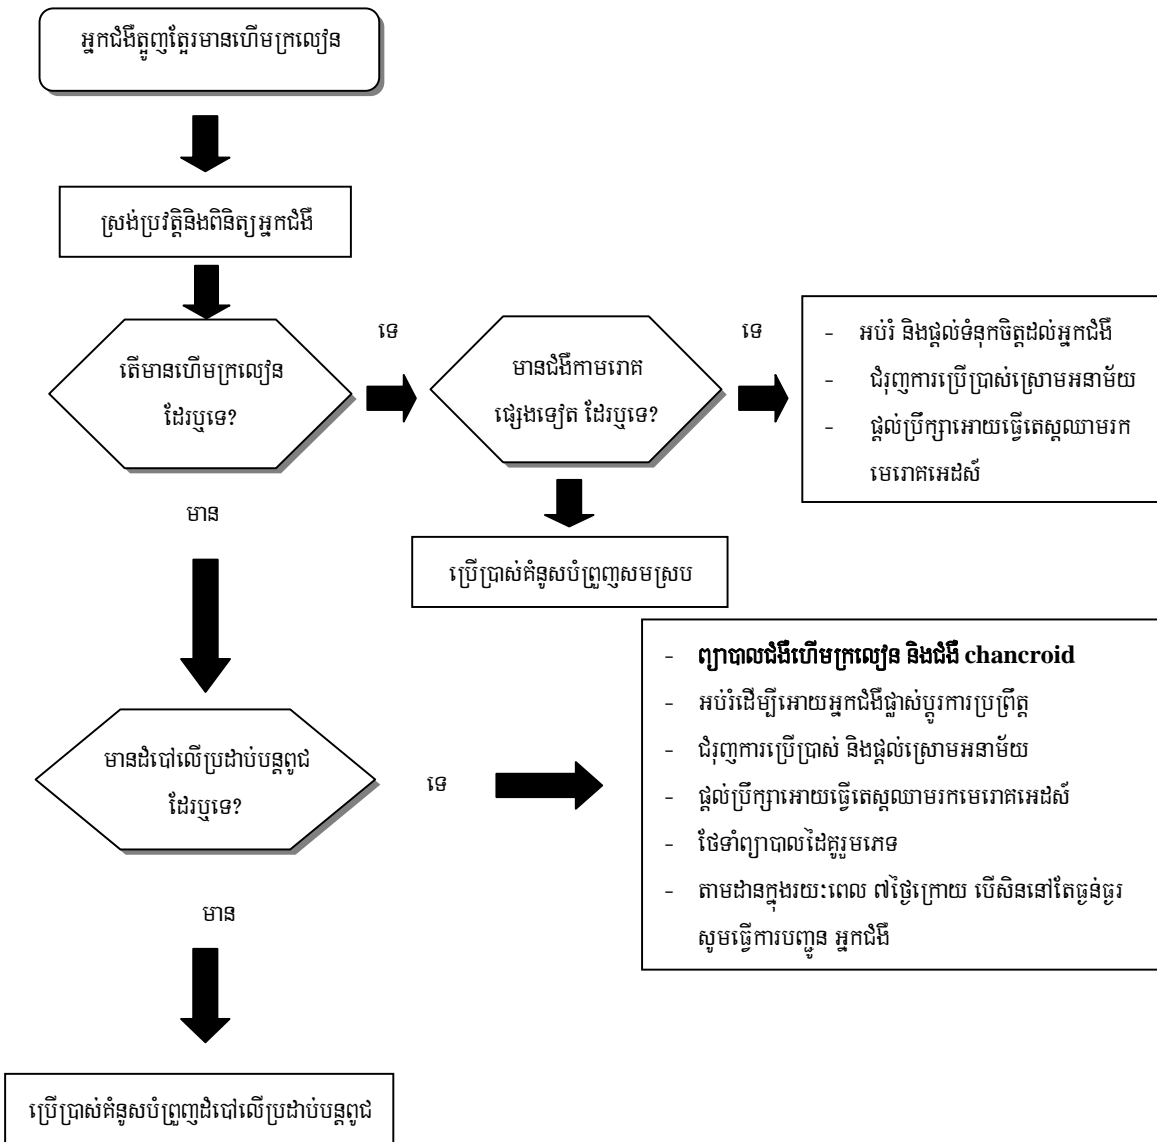 អ្នកជំងឺត្អូញត្អែរមានហើមក្រលៀន
ស្រង់ប្រវត្តិនិងពិនិត្យអ្នកជំងឺ
តើមានហើមក្រលៀន
ដែរឬទេ?
ទេ
មានជំងឺកាមរោគ
ផ្សេងទៀត ដែរឬទេ?
ទេ
- អប់រំ និងផ្តល់ទំនុកចិត្តដល់អ្នកជំងឺ
ជំរុញការប្រើប្រាស់ស្រោមអនាម័យ
- ផ្តល់ប្រឹក្សាអោយធ្វើតេស្តឈាមរក
មេរោគអេដស៍
មាន
ប្រើប្រាស់គំនូសបំព្រួញសមស្រប
- ព្យាបាលជំងឺហើមក្រលៀន និងជំងឺ chancroid
- អប់រំដើម្បីអោយអ្នកជំងឺផ្លាស់ប្តូរការប្រព្រឹត្ត
- ជំរុញការប្រើប្រាស់ និងផ្តល់ស្រោមអនាម័យ
- ផ្តល់ប្រឹក្សាអោយធ្វើតេស្តឈាមរកមេរោគអេដស៍
- ថែទាំព្យាបាលដៃគូរួមភេទ
- តាមដានក្នុងរយៈពេល ៧ថ្ងៃក្រោយ បើសិននៅតែធ្ងន់ធ្ងរ
សូមធ្វើការបញ្ជូន អ្នកជំងឺ
មានដំបៅលើប្រដាប់បន្តពូជ
ដែរឬទេ?
ទេ
មាន
ប្រើប្រាស់គំនូសបំព្រួញដំបៅលើប្រដាប់បន្តពូជ